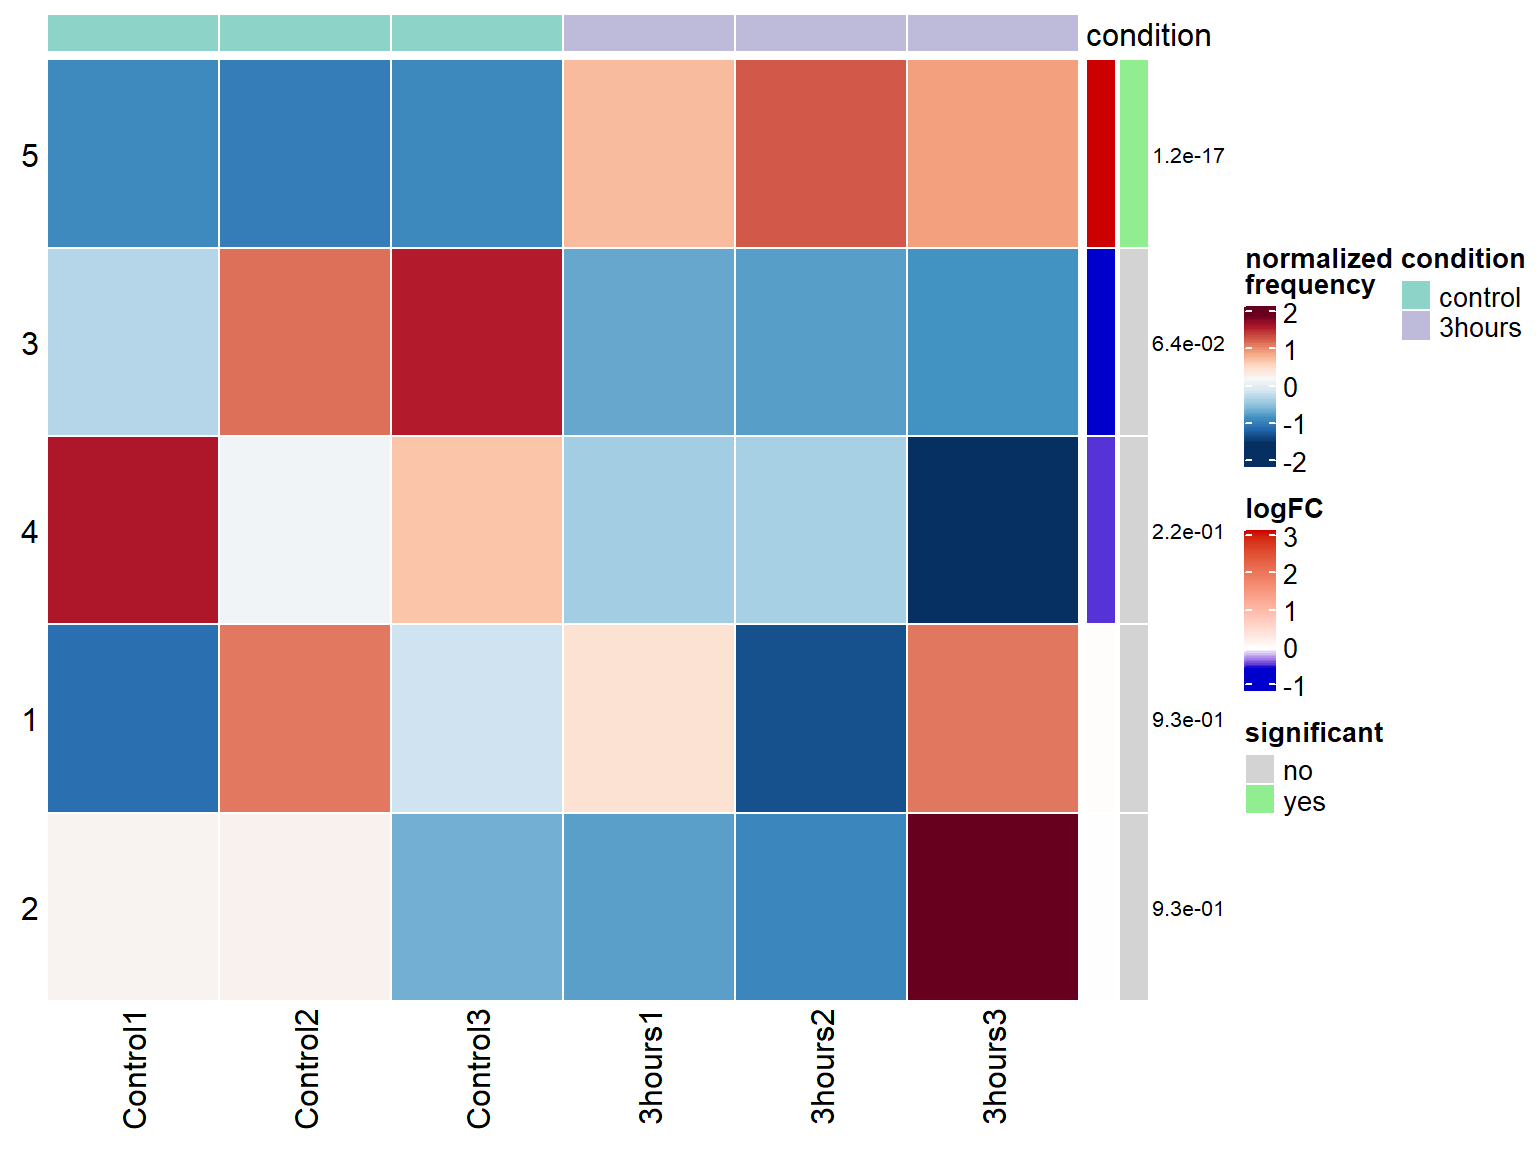 condition
5
1.2e-17
3
6.4e-02
4
2.2e-01
1
9.3e-01
2
9.3e-01
Control1
Control2
Control3
3hours1
3hours2
3hours3
normalized
frequency
2
1
0
-1
-2
condition
control
3hours
logFC
3
2
1
0
-1
significant
no
yes